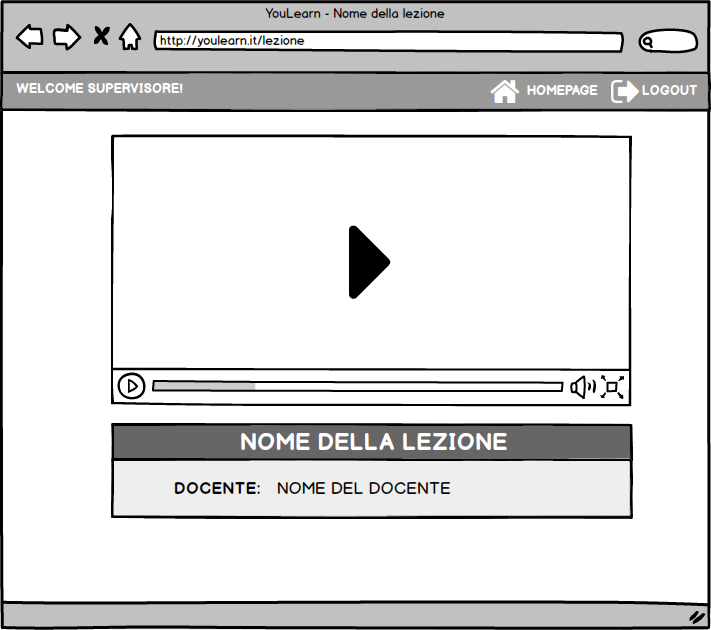 YouLearn - Nome della lezione
http://youlearn.it/lezione
WELCOME SUPERVISORE! HOMEPAGE LOGOUT
NOME DELLA LEZIONE
DOCENTE: NOME DEL DOCENTE